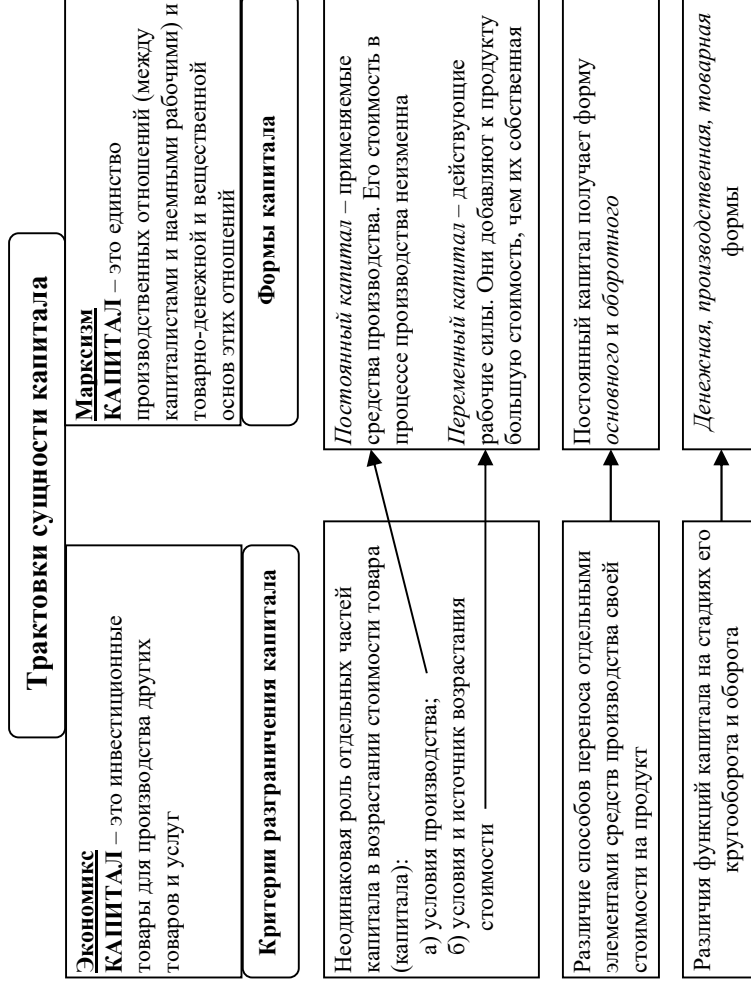 Трактовки сущности капитала
Экономикс
КАПИТАЛ – это инвестиционные
товары для производства других
товаров и услуг
Марксизм
КАПИТАЛ – это единство
производственных отношений (между
капиталистами и наемными рабочими) и
товарно-денежной и вещественной
основ этих отношений
Критерии разграничения капитала
Формы капитала
Неодинаковая роль отдельных частей
капитала в возрастании стоимости товара
(капитала):
а) условия производства;
б) условия и источник возрастания
стоимости
Постоянный капитал – применяемые
средства производства. Его стоимость в
процессе производства неизменна
Переменный капитал – действующие
рабочие силы. Они добавляют к продукту
большую стоимость, чем их собственная
Различие способов переноса отдельными
элементами средств производства своей
стоимости на продукт
Постоянный капитал получает форму
основного и оборотного
Различия функций капитала на стадиях его
кругооборота и оборота
Денежная, производственная, товарная
формы